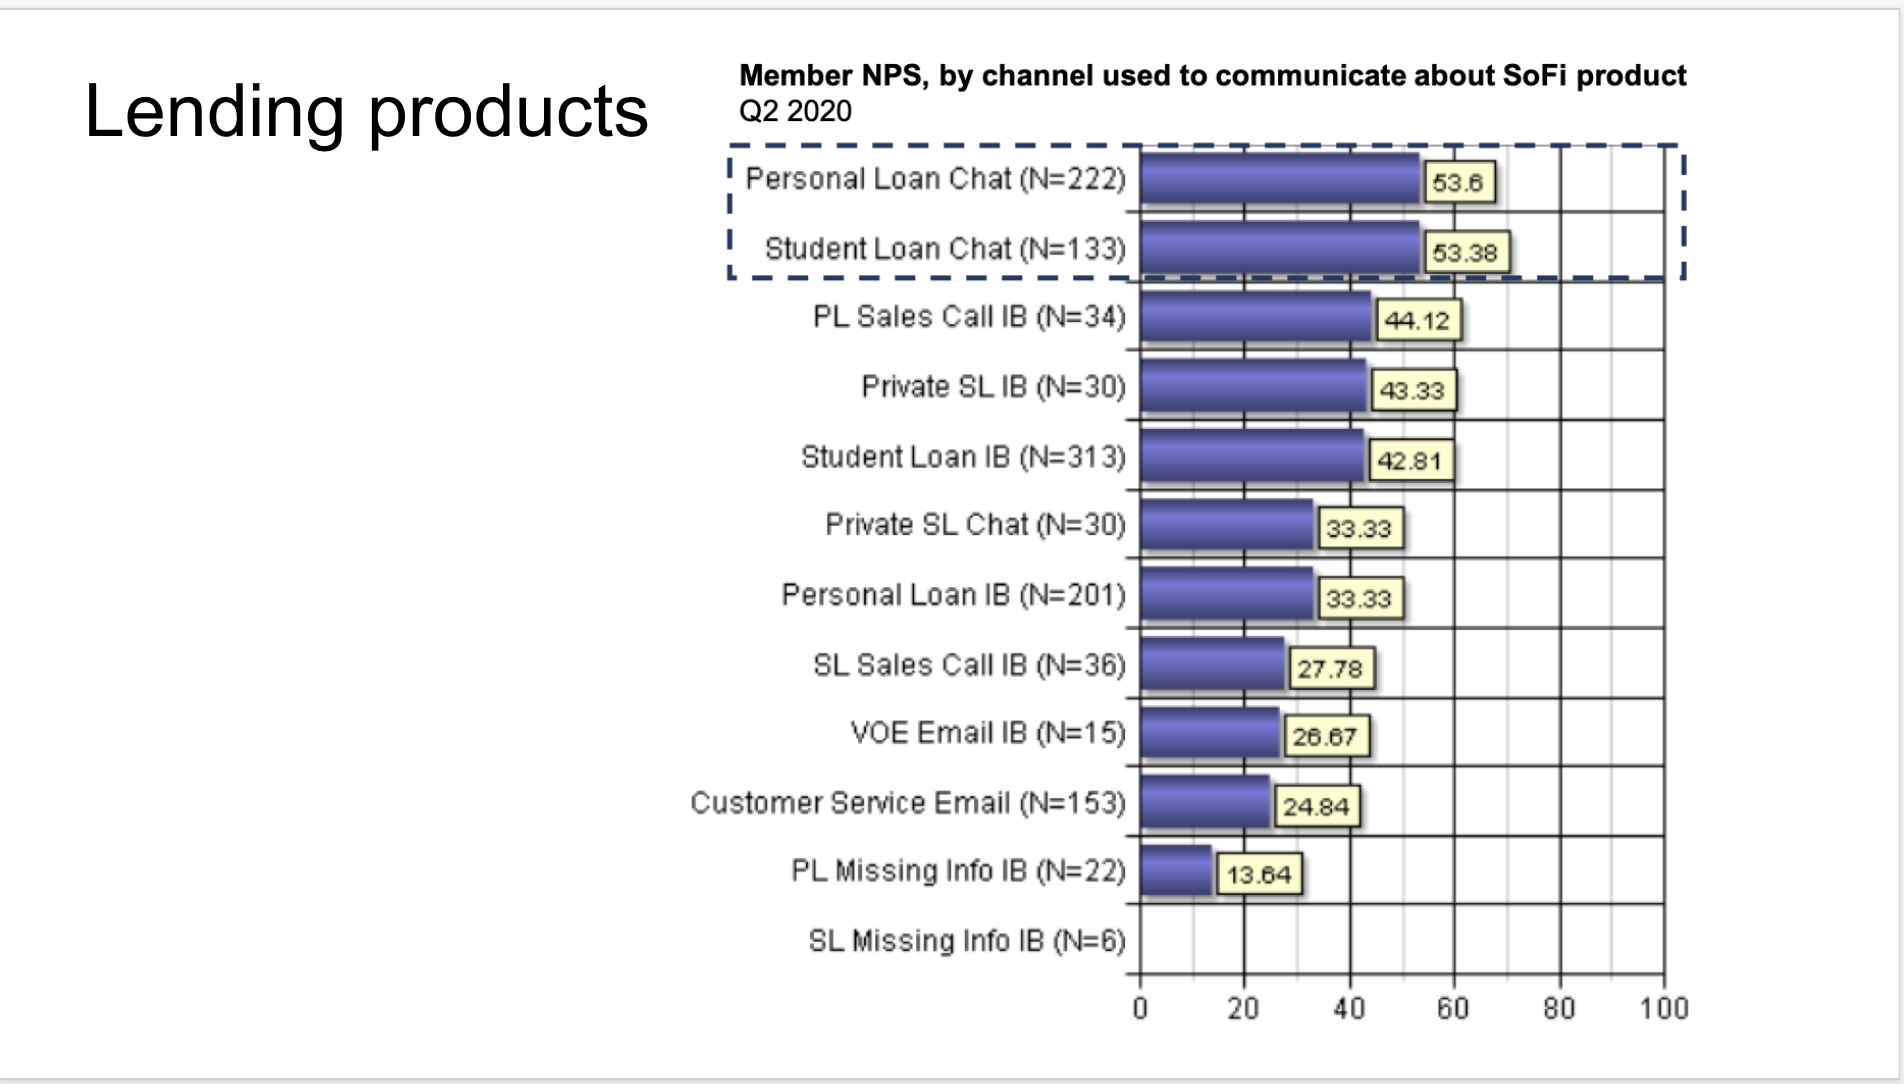 Lending products
Member NPS, by channel used to communicate about SoFi product
Q2 2020
Personal Loan Chat (N=222) 53.6
Student Loan Chat (N=133) 53.38
PL Sales Call IB (N=34) 44.12
Private SL IB (N=30) 43.33
Student Loan IB (N=313) 42.81
Private SL Chat (N=30) 33.33
Personal Loan IB (N=201) 33.33
SL Sales Call IB (N=36) 27.78
VOE Email IB (N=15) 26.67
Customer Service Email (N=153) 24.84
PL Missing Info IB (N=22) 13.64
SL Missing Info IB (N=6)
0 20 40 60 80 100